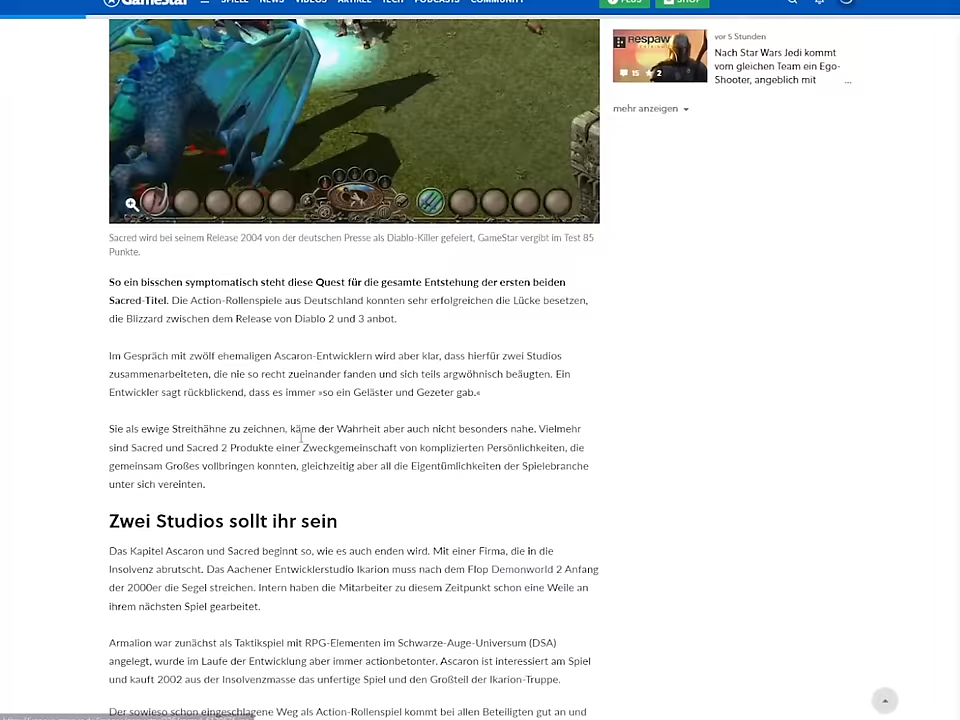 GameStar SPIELE NEWS VIDEOS ARTIKEL TECH PODCASTS COMMUNITY PLUS SHOP
RESPAWN
15 2
vor 5 Stunden
Nach Star Wars Jedi kommt
vom gleichen Team ein Ego-
Shooter, angeblich mit ...
mehr anzeigen
Sacred wird bei seinem Release 2004 von der deutschen Presse als Diablo-Killer gefeiert, GameStar vergibt im Test 85
Punkte.
So ein bisschen symptomatisch steht diese Quest für die gesamte Entstehung der ersten beiden
Sacred-Titel. Die Action-Rollenspiele aus Deutschland konnten sehr erfolgreichen die Lücke besetzen,
die Blizzard zwischen dem Release von Diablo 2 und 3 anbot.
Im Gespräch mit zwölf ehemaligen Ascaron-Entwicklern wird aber klar, dass hierfür zwei Studios
zusammenarbeiteten, die nie so recht zueinander fanden und sich teils argwöhnisch beäugten. Ein
Entwickler sagt rückblickend, dass es immer »so ein Geläster und Gezeter gab.«
Sie als ewige Streithähne zu zeichnen, käme der Wahrheit aber auch nicht besonders nahe. Vielmehr
sind Sacred und Sacred 2 Produkte einer Zweckgemeinschaft von komplizierten Persönlichkeiten, die
gemeinsam Großes vollbringen konnten, gleichzeitig aber all die Eigentümlichkeiten der Spielebranche
unter sich vereinten.
Zwei Studios sollt ihr sein
Das Kapitel Ascaron und Sacred beginnt so, wie es auch enden wird. Mit einer Firma, die in die
Insolvenz abrutscht. Das Aachener Entwicklerstudio Ikarion muss nach dem Flop Demonworld 2 Anfang
der 2000er die Segel streichen. Intern haben die Mitarbeiter zu diesem Zeitpunkt schon eine Weile an
ihrem nächsten Spiel gearbeitet.
Armalion war zunächst als Taktikspiel mit RPG-Elementen im Schwarze-Auge-Universum (DSA)
angelegt, wurde im Laufe der Entwicklung aber immer actionbetonter. Ascaron ist interessiert am Spiel
und kauft 2002 aus der Insolvenzmasse das unfertige Spiel und den Großteil der Ikarion-Truppe.
Der sowieso schon eingeschlagene Weg als Action-Rollenspiel kommt bei allen Beteiligten gut an und